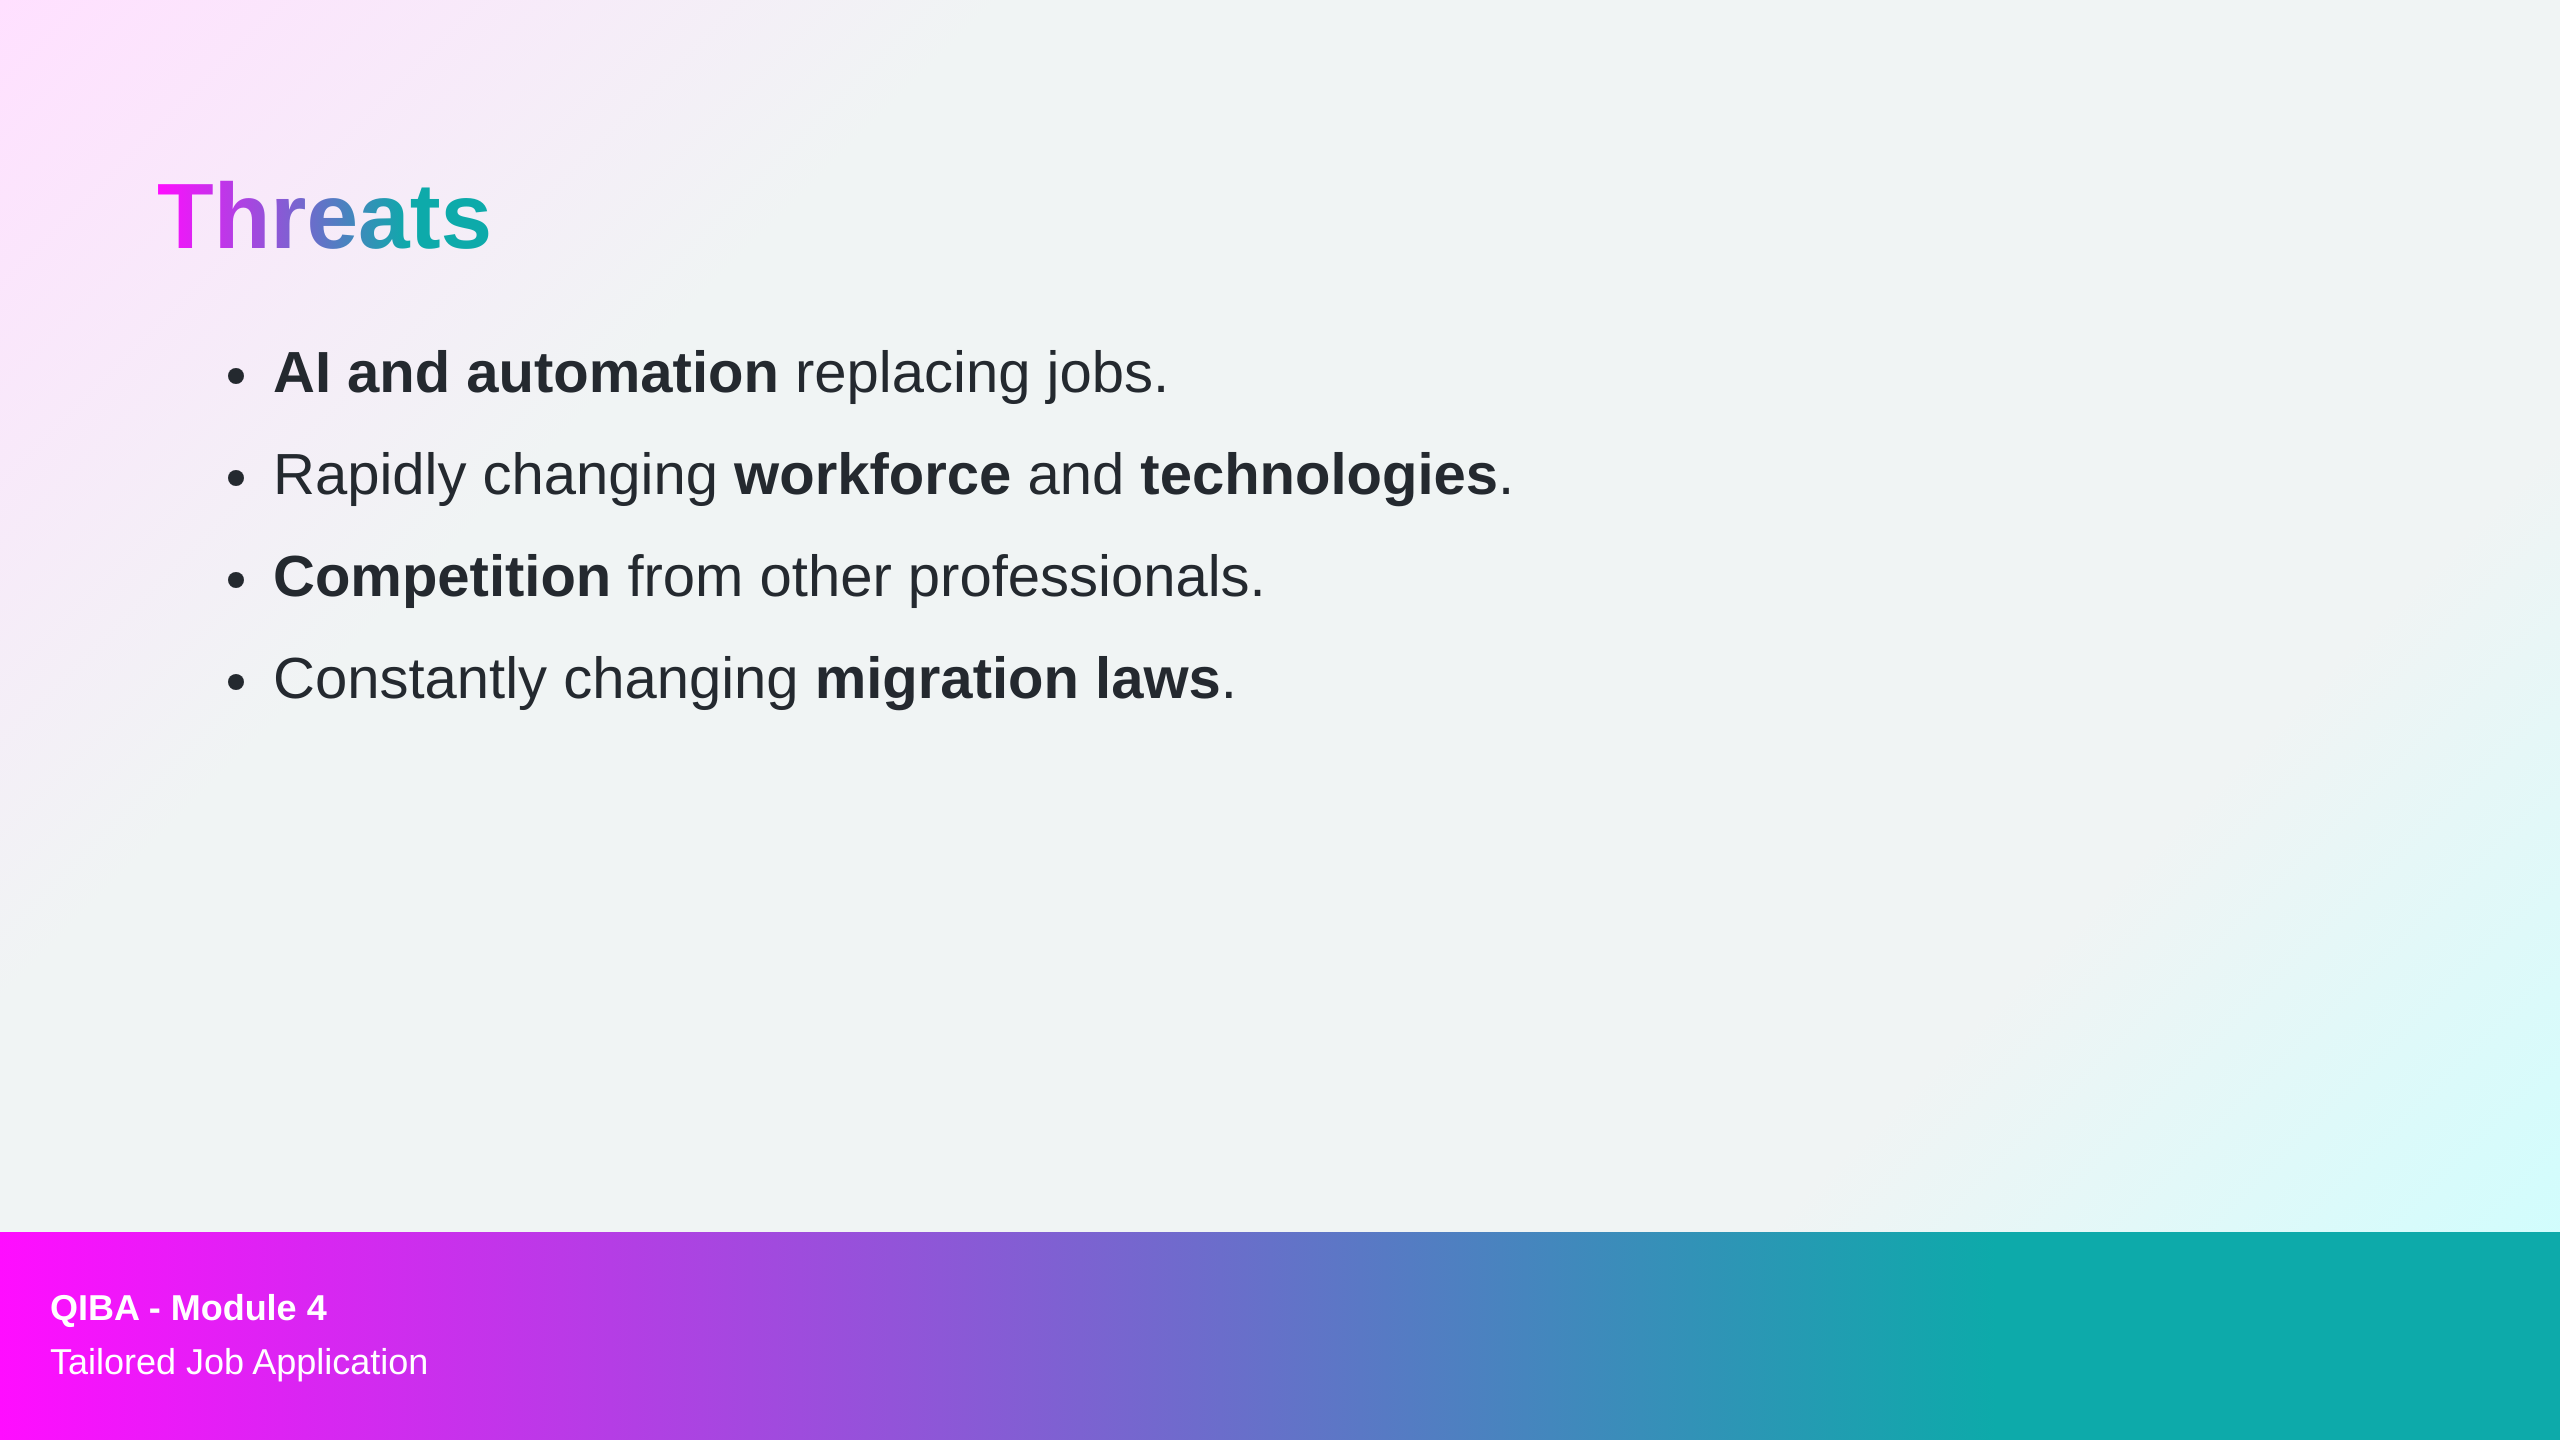 Threats
• AI and automation replacing jobs.
• Rapidly changing workforce and technologies.
• Competition from other professionals.
• Constantly changing migration laws.
QIBA - Module 4
Tailored Job Application